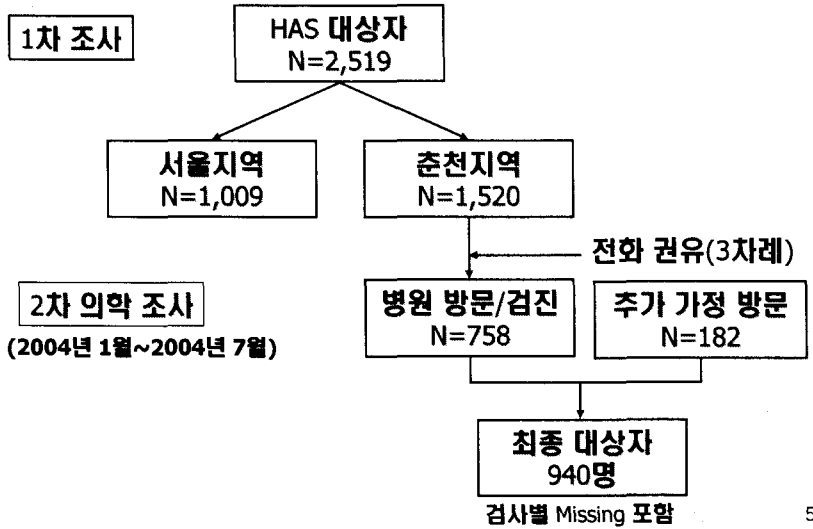 1차 조사
HAS 대상자
N=2,519
서울지역
N=1,009
춘천지역
N=1,520
전화 권유(3차례)
2차 의학 조사
(2004년 1월~2004년 7월)
병원 방문/검진
N=758
추가 가정 방문
N=182
최종 대상자
940명
검사별 Missing 포함
5